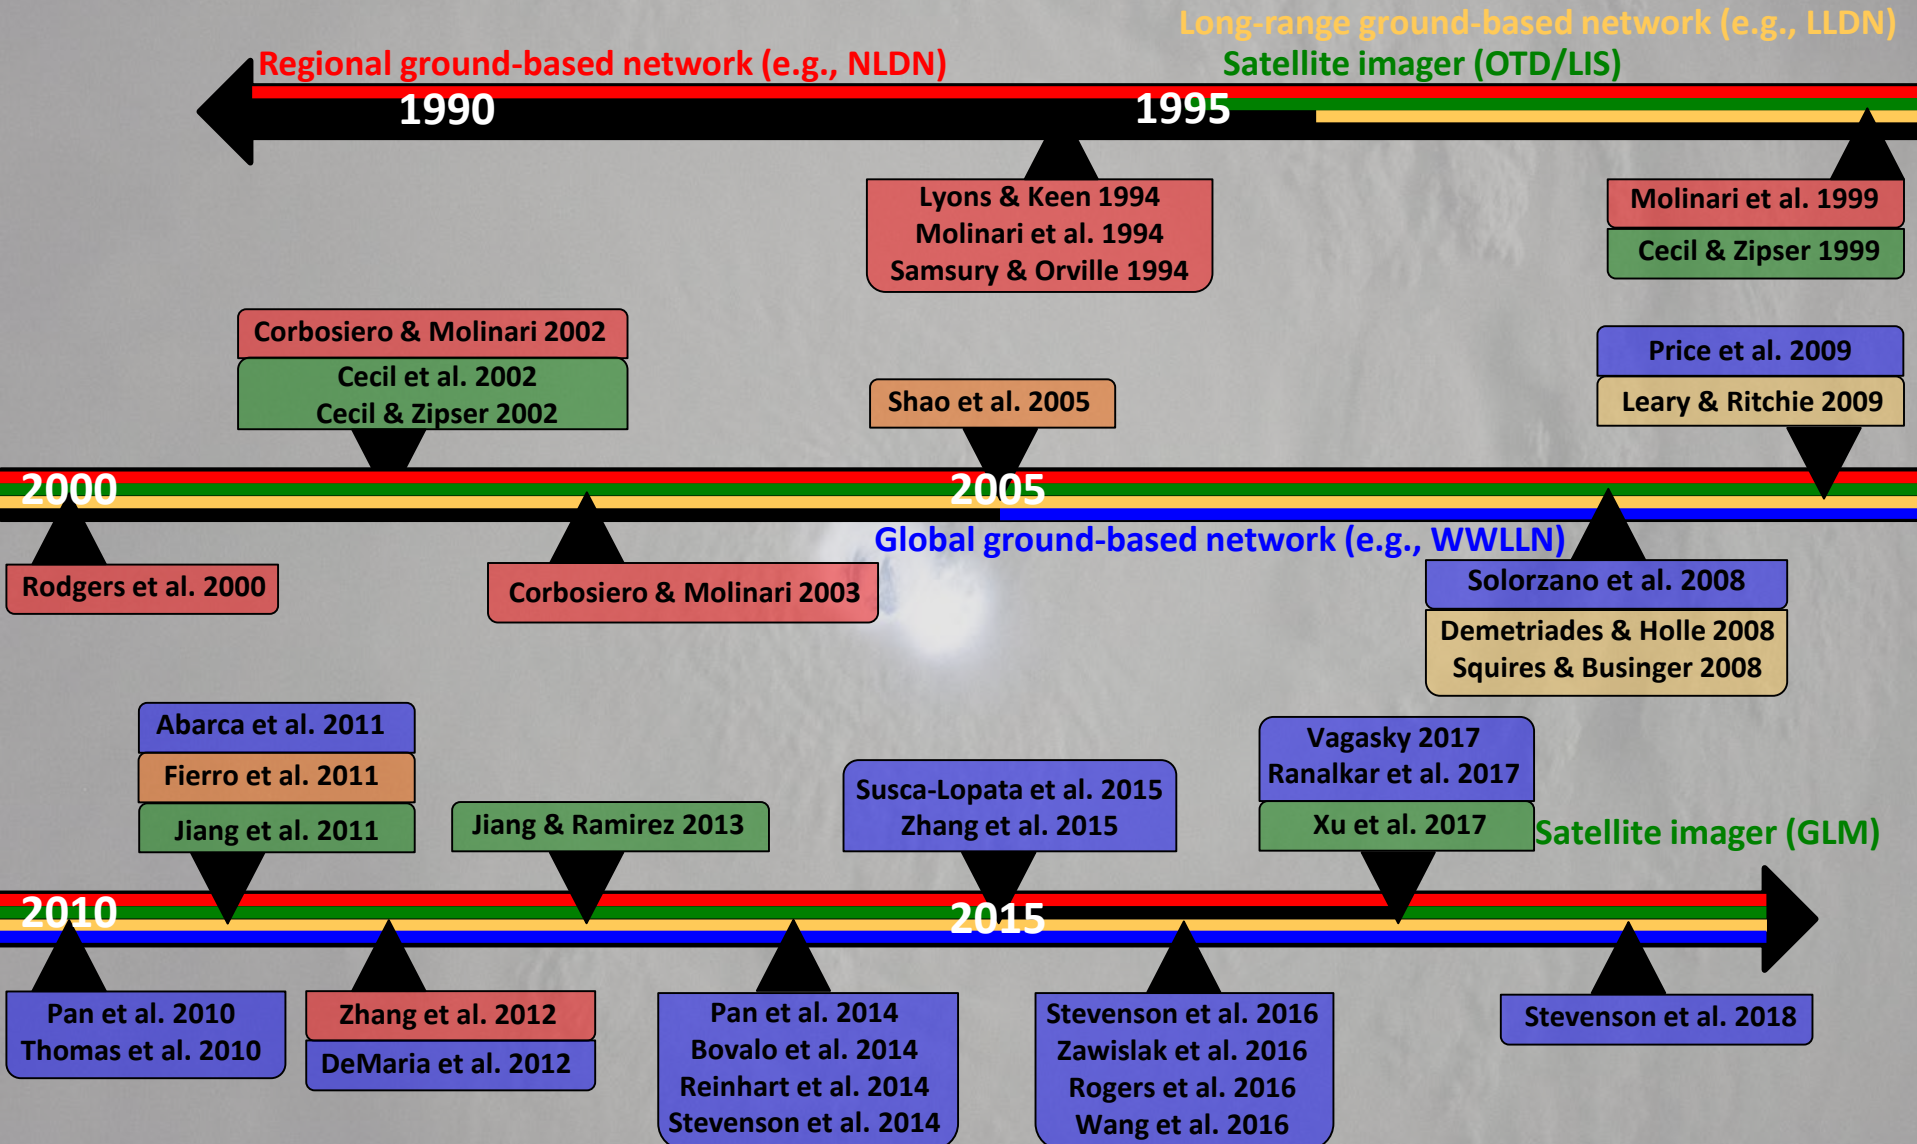 Long-range ground-based network (e.g., LLDN)
Regional ground-based network (e.g., NLDN)
Satellite imager (OTD/LIS)
1990
1995
Lyons & Keen 1994
Molinari et al. 1994
Samsury & Orville 1994
Molinari et al. 1999
Cecil & Zipser 1999
Corbosiero & Molinari 2002
Cecil et al. 2002
Cecil & Zipser 2002
Shao et al. 2005
Price et al. 2009
Leary & Ritchie 2009
2000
2005
Global ground-based network (e.g., WWLLN)
Rodgers et al. 2000
Corbosiero & Molinari 2003
Solorzano et al. 2008
Demetriades & Holle 2008
Squires & Businger 2008
Abarca et al. 2011
Fierro et al. 2011
Jiang et al. 2011
Jiang & Ramirez 2013
Susca-Lopata et al. 2015
Zhang et al. 2015
Vagasky 2017
Ranalkar et al. 2017
Xu et al. 2017
Satellite imager (GLM)
2010
2015
Pan et al. 2010
Thomas et al. 2010
Zhang et al. 2012
DeMaria et al. 2012
Pan et al. 2014
Bovalo et al. 2014
Reinhart et al. 2014
Stevenson et al. 2014
Stevenson et al. 2016
Zawislak et al. 2016
Rogers et al. 2016
Wang et al. 2016
Stevenson et al. 2018